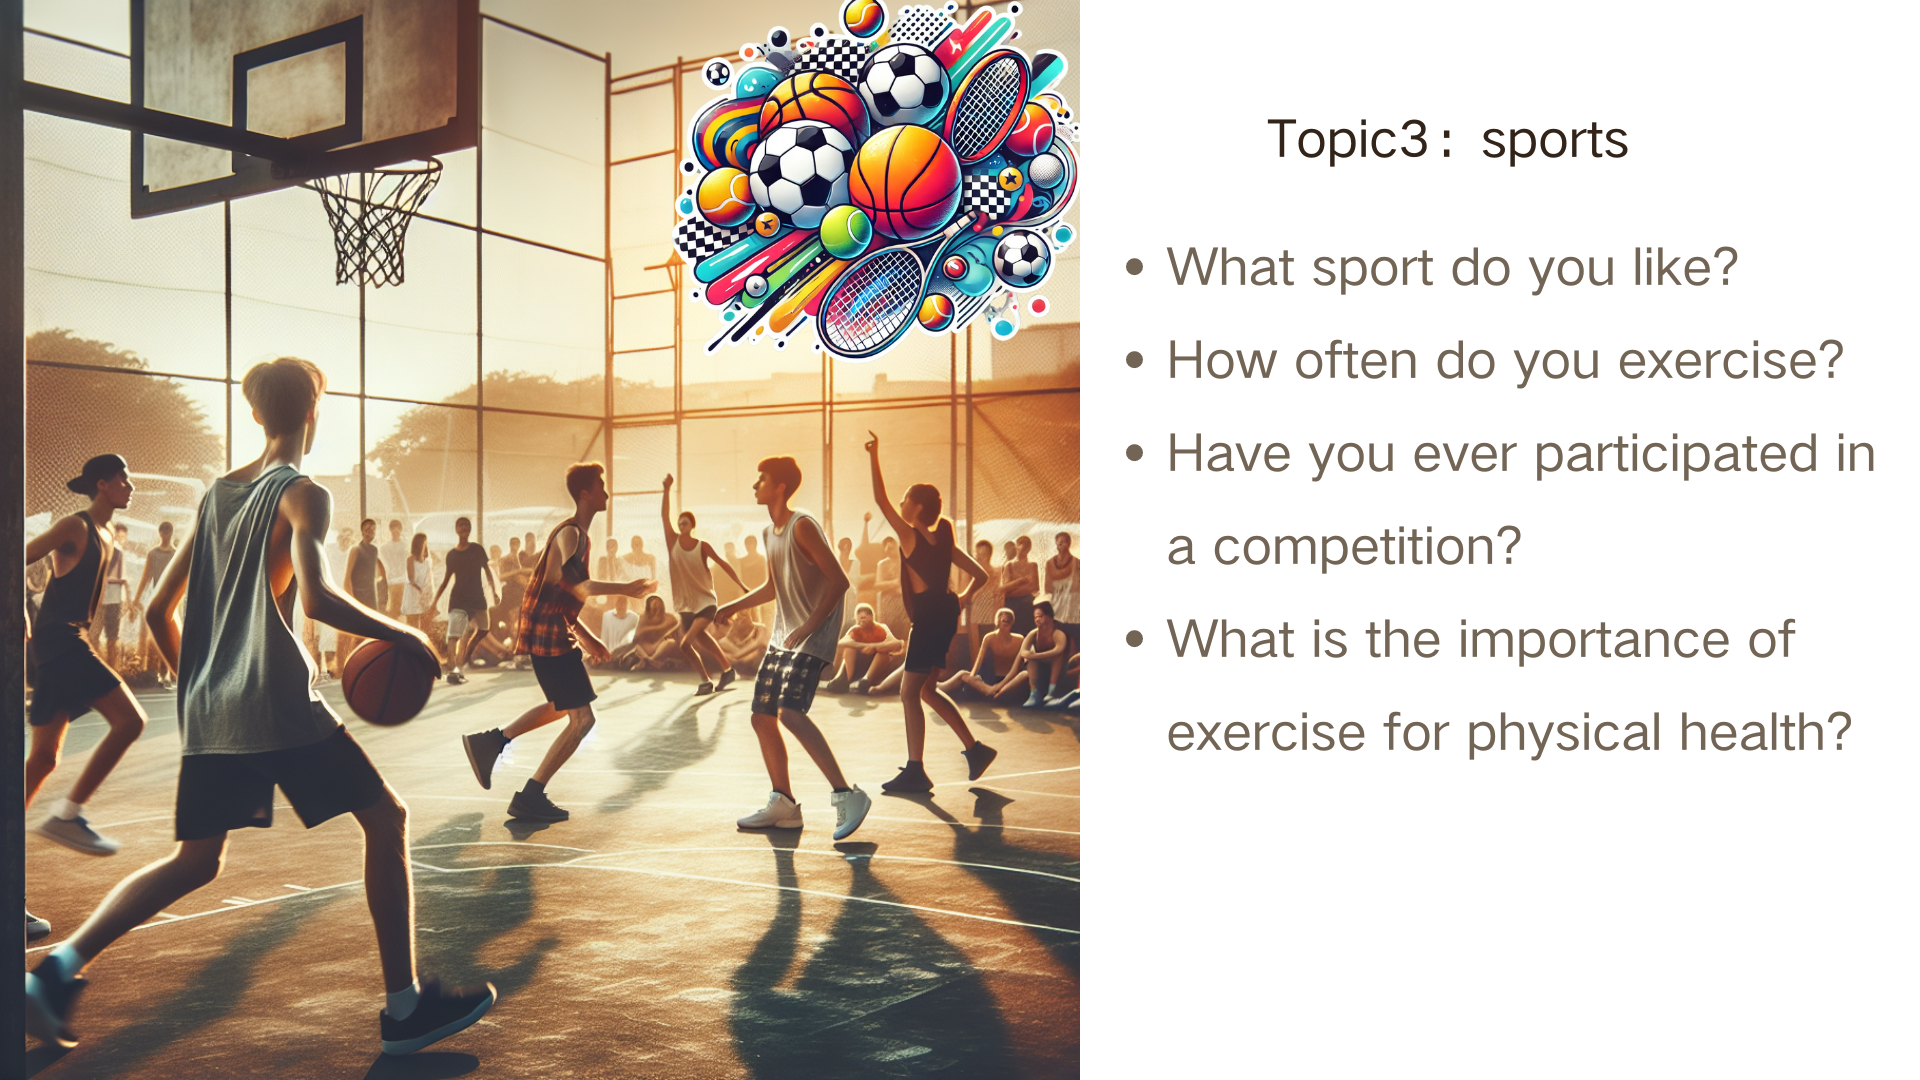 Topic3: sports
• What sport do you like?
• How often do you exercise?
• Have you ever participated in
a competition?
• What is the importance of
exercise for physical health?